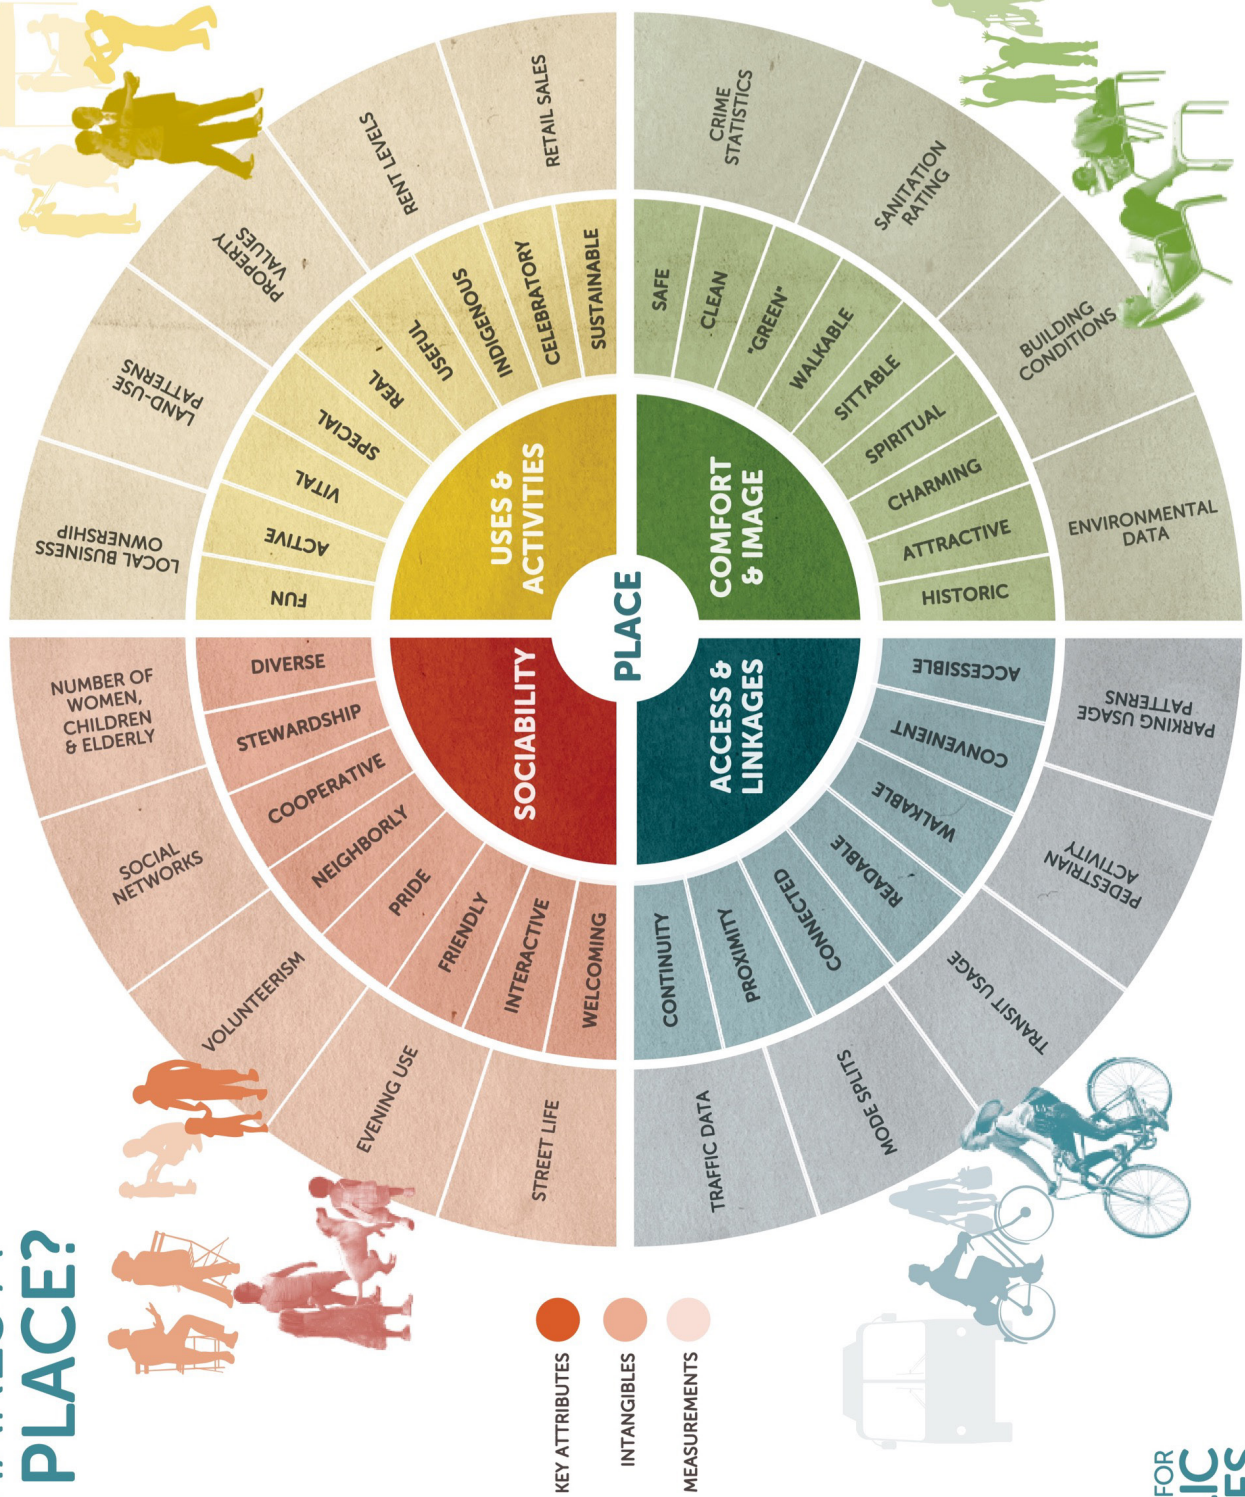 PLACE?
KEY ATTRIBUTES
INTANGIBLES
MEASUREMENTS
PLACE
SOCIABILITY
USES &
ACTIVITIES
ACCESS &
LINKAGES
COMFORT
& IMAGE
DIVERSE
STEWARDSHIP
COOPERATIVE
NEIGHBORLY
PRIDE
FRIENDLY
INTERACTIVE
WELCOMING
NUMBER OF
WOMEN,
CHILDREN
& ELDERLY
SOCIAL
NETWORKS
VOLUNTEERISM
EVENING USE
STREET LIFE
FUN
ACTIVE
VITAL
SPECIAL
REAL
USEFUL
INDIGENOUS
CELEBRATORY
SUSTAINABLE
LOCAL BUSINESS
OWNERSHIP
LAND-USE
PATTERNS
PROPERTY
VALUES
RENT LEVELS
RETAIL SALES
SAFE
CLEAN
"GREEN"
WALKABLE
SITTABLE
SPIRITUAL
CHARMING
ATTRACTIVE
HISTORIC
CRIME
STATISTICS
SANITATION
RATING
BUILDING
CONDITIONS
ENVIRONMENTAL
DATA
CONTINUITY
PROXIMITY
CONNECTED
READABLE
WALKABLE
CONVENIENT
ACCESSIBLE
TRAFFIC DATA
MODE SPLITS
TRANSIT USAGE
PEDESTRIAN
ACTIVITY
PARKING USAGE
PATTERNS
FOR
IC
ES